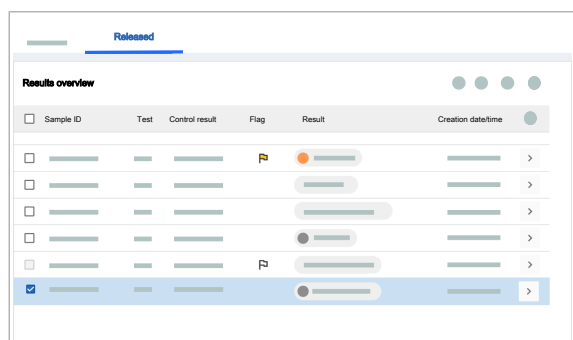 Released
Results overview
Sample ID Test Control result Flag Result Creation date/time